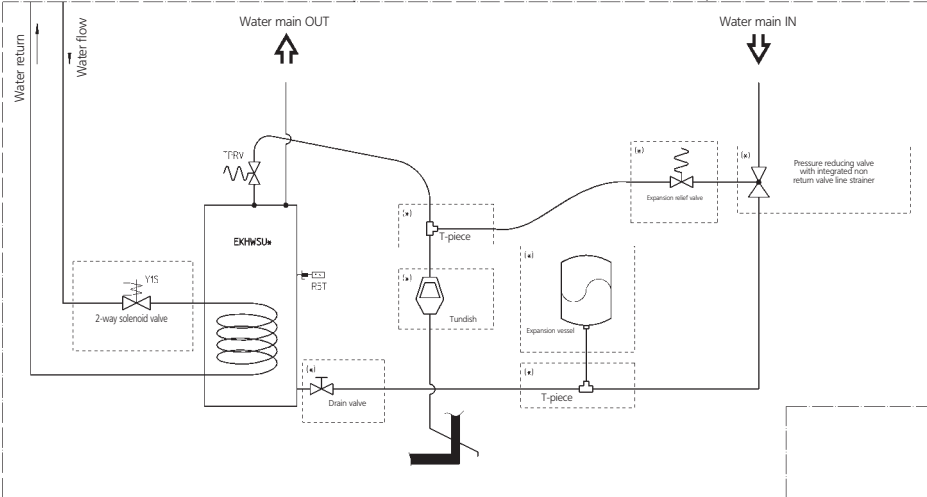 Water main OUT
Water main IN
Water return
Water flow
TPRV
(*)
Expansion relief valve
(*)
Pressure reducing valve
with integrated non
return valve line strainer
EKHWSU*
(*)
T-piece
R5T
Y1S
2-way solenoid valve
(*)
Tundish
(*)
Expansion vessel
(*)
Drain valve
(*)
T-piece